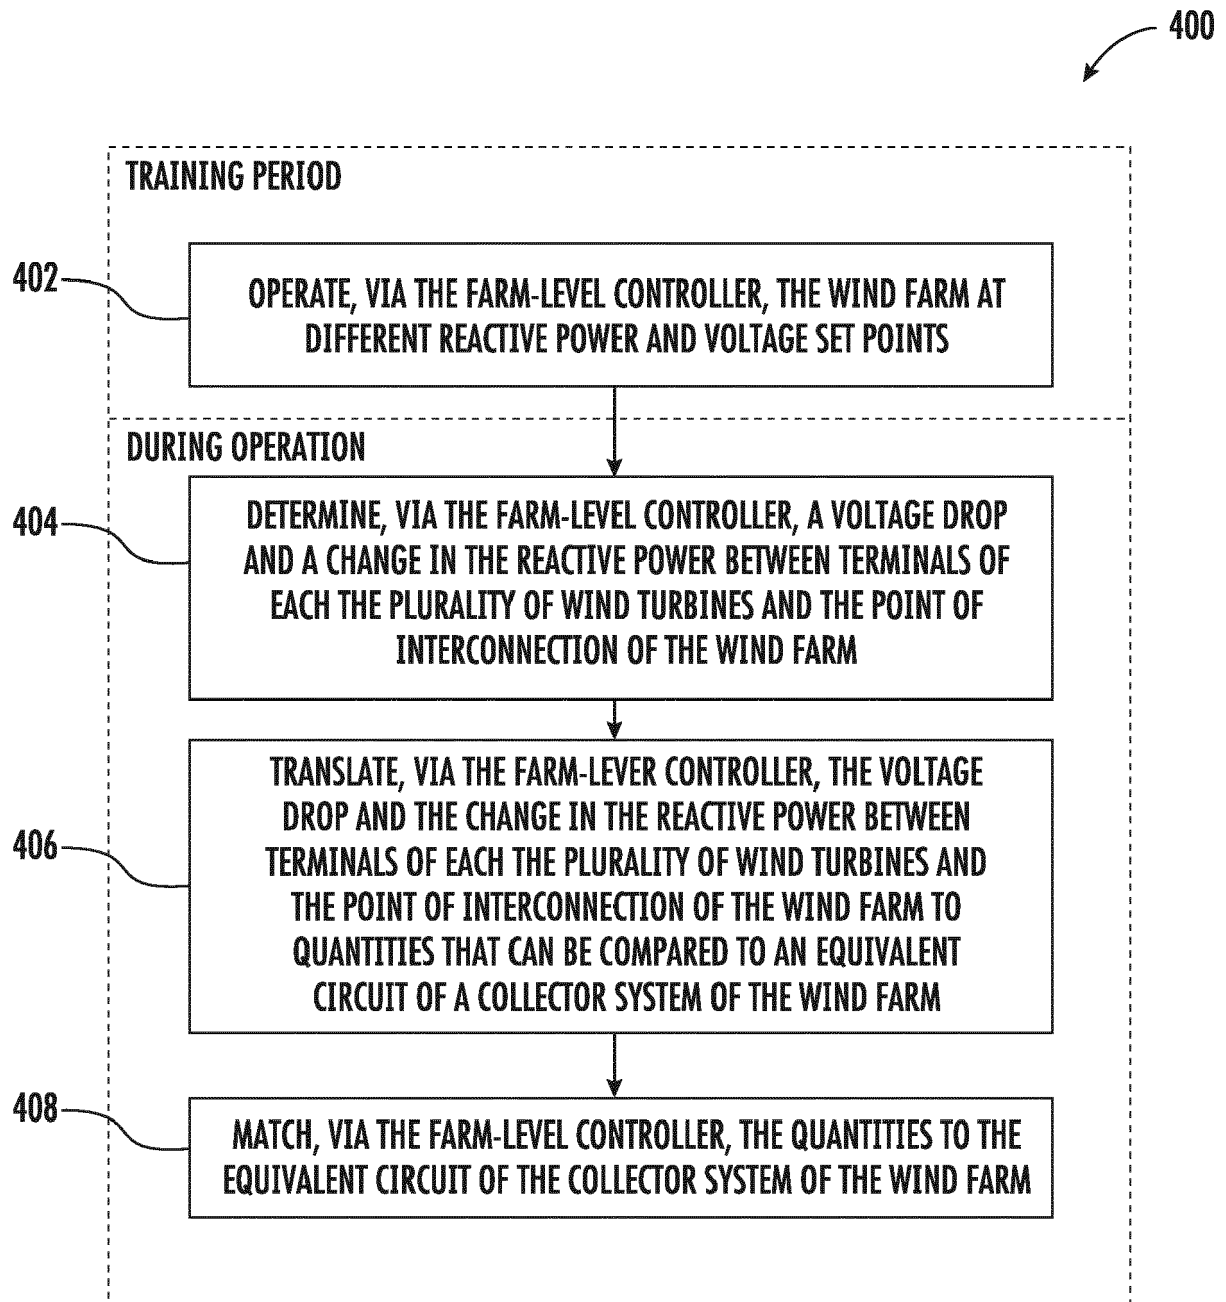 400
TRAINING PERIOD
402
OPERATE, VIA THE FARM-LEVEL CONTROLLER, THE WIND FARM AT
DIFFERENT REACTIVE POWER AND VOLTAGE SET POINTS
DURING OPERATION
404
DETERMINE, VIA THE FARM-LEVEL CONTROLLER, A VOLTAGE DROP
AND A CHANGE IN THE REACTIVE POWER BETWEEN TERMINALS OF
EACH THE PLURALITY OF WIND TURBINES AND THE POINT OF
INTERCONNECTION OF THE WIND FARM
406
TRANSLATE, VIA THE FARM-LEVER CONTROLLER, THE VOLTAGE
DROP AND THE CHANGE IN THE REACTIVE POWER BETWEEN
TERMINALS OF EACH THE PLURALITY OF WIND TURBINES AND
THE POINT OF INTERCONNECTION OF THE WIND FARM TO
QUANTITIES THAT CAN BE COMPARED TO AN EQUIVALENT
CIRCUIT OF A COLLECTOR SYSTEM OF THE WIND FARM
408
MATCH, VIA THE FARM-LEVEL CONTROLLER, THE QUANTITIES TO THE
EQUIVALENT CIRCUIT OF THE COLLECTOR SYSTEM OF THE WIND FARM